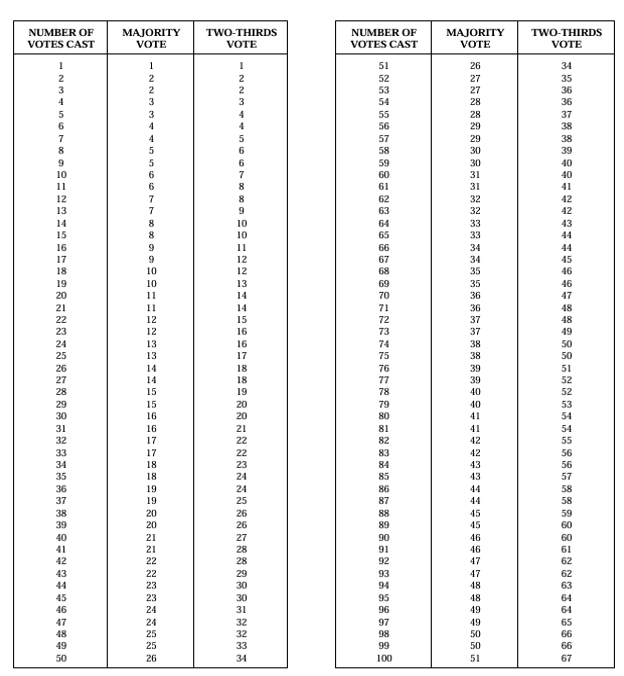 NUMBER OF VOTES CAST MAJORITY VOTE TWO-THIRDS VOTE
1 1 1
2 2 2
3 2 2
4 3 3
5 3 4
6 4 4
7 4 5
8 5 6
9 5 6
10 6 7
11 6 8
12 7 8
13 7 9
14 8 10
15 8 10
16 9 11
17 9 12
18 10 12
19 10 13
20 11 14
21 11 14
22 12 15
23 12 16
24 13 16
25 13 17
26 14 18
27 14 18
28 15 19
29 15 20
30 16 20
31 16 21
32 17 22
33 17 22
34 18 23
35 18 24
36 19 24
37 19 25
38 20 26
39 20 26
40 21 27
41 21 28
42 22 28
43 22 29
44 23 30
45 23 30
46 24 31
47 24 32
48 25 32
49 25 33
50 26 34
NUMBER OF VOTES CAST MAJORITY VOTE TWO-THIRDS VOTE
51 26 34
52 27 35
53 27 36
54 28 36
55 28 37
56 29 38
57 29 38
58 30 39
59 30 40
60 31 40
61 31 41
62 32 42
63 32 42
64 33 43
65 33 44
66 34 44
67 34 45
68 35 46
69 35 46
70 36 47
71 36 48
72 37 48
73 37 49
74 38 50
75 38 50
76 39 51
77 39 52
78 40 52
79 40 53
80 41 54
81 41 54
82 42 55
83 42 56
84 43 56
85 43 57
86 44 58
87 44 58
88 45 59
89 45 60
90 46 60
91 46 61
92 47 62
93 47 62
94 48 63
95 48 64
96 49 64
97 49 65
98 50 66
99 50 66
100 51 67